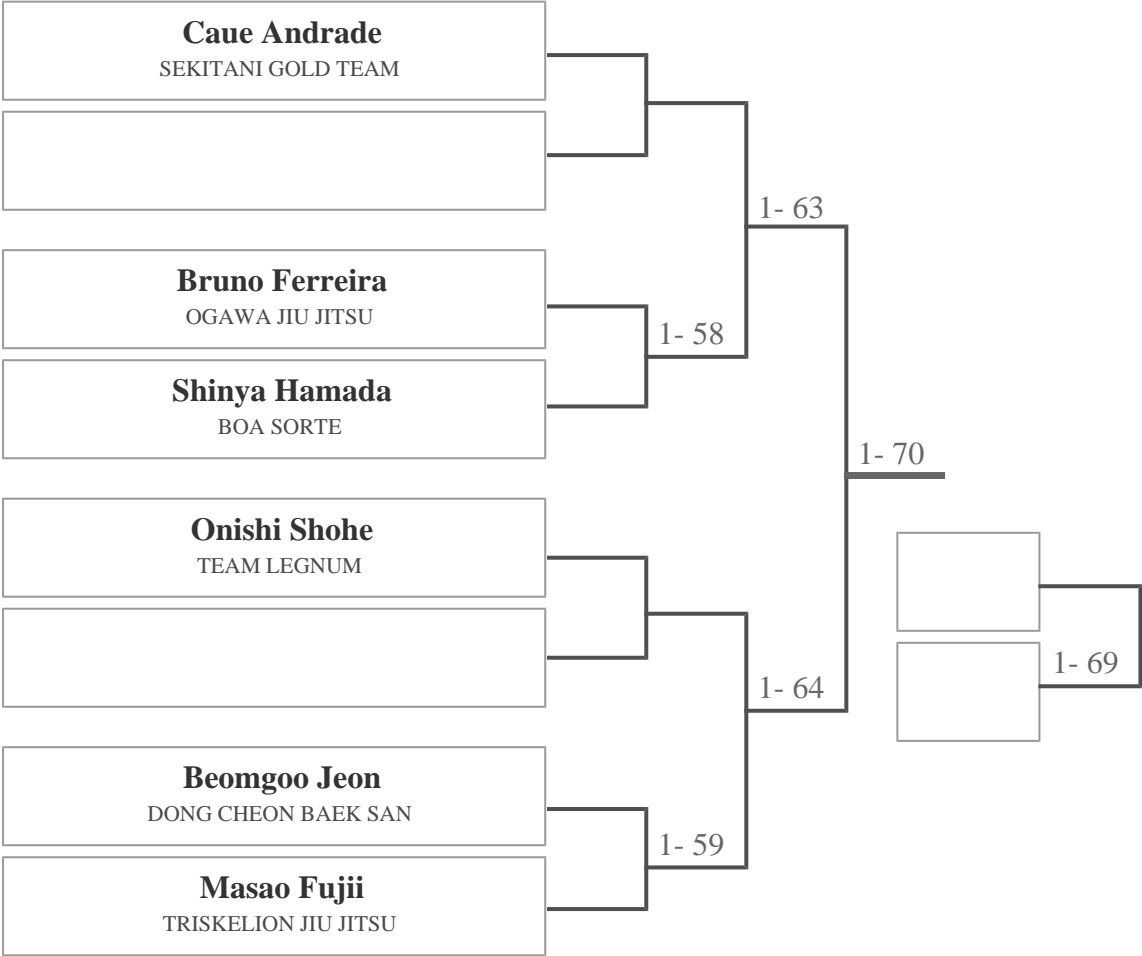 Caue Andrade
SEKITANI GOLD TEAM
1- 63
Bruno Ferreira
OGAWA JIU JITSU
1- 58
Shinya Hamada
BOA SORTE
1- 70
Onishi Shohe
TEAM LEGNUM
1- 69
1- 64
Beomgoo Jeon
DONG CHEON BAEK SAN
1- 59
Masao Fujii
TRISKELION JIU JITSU